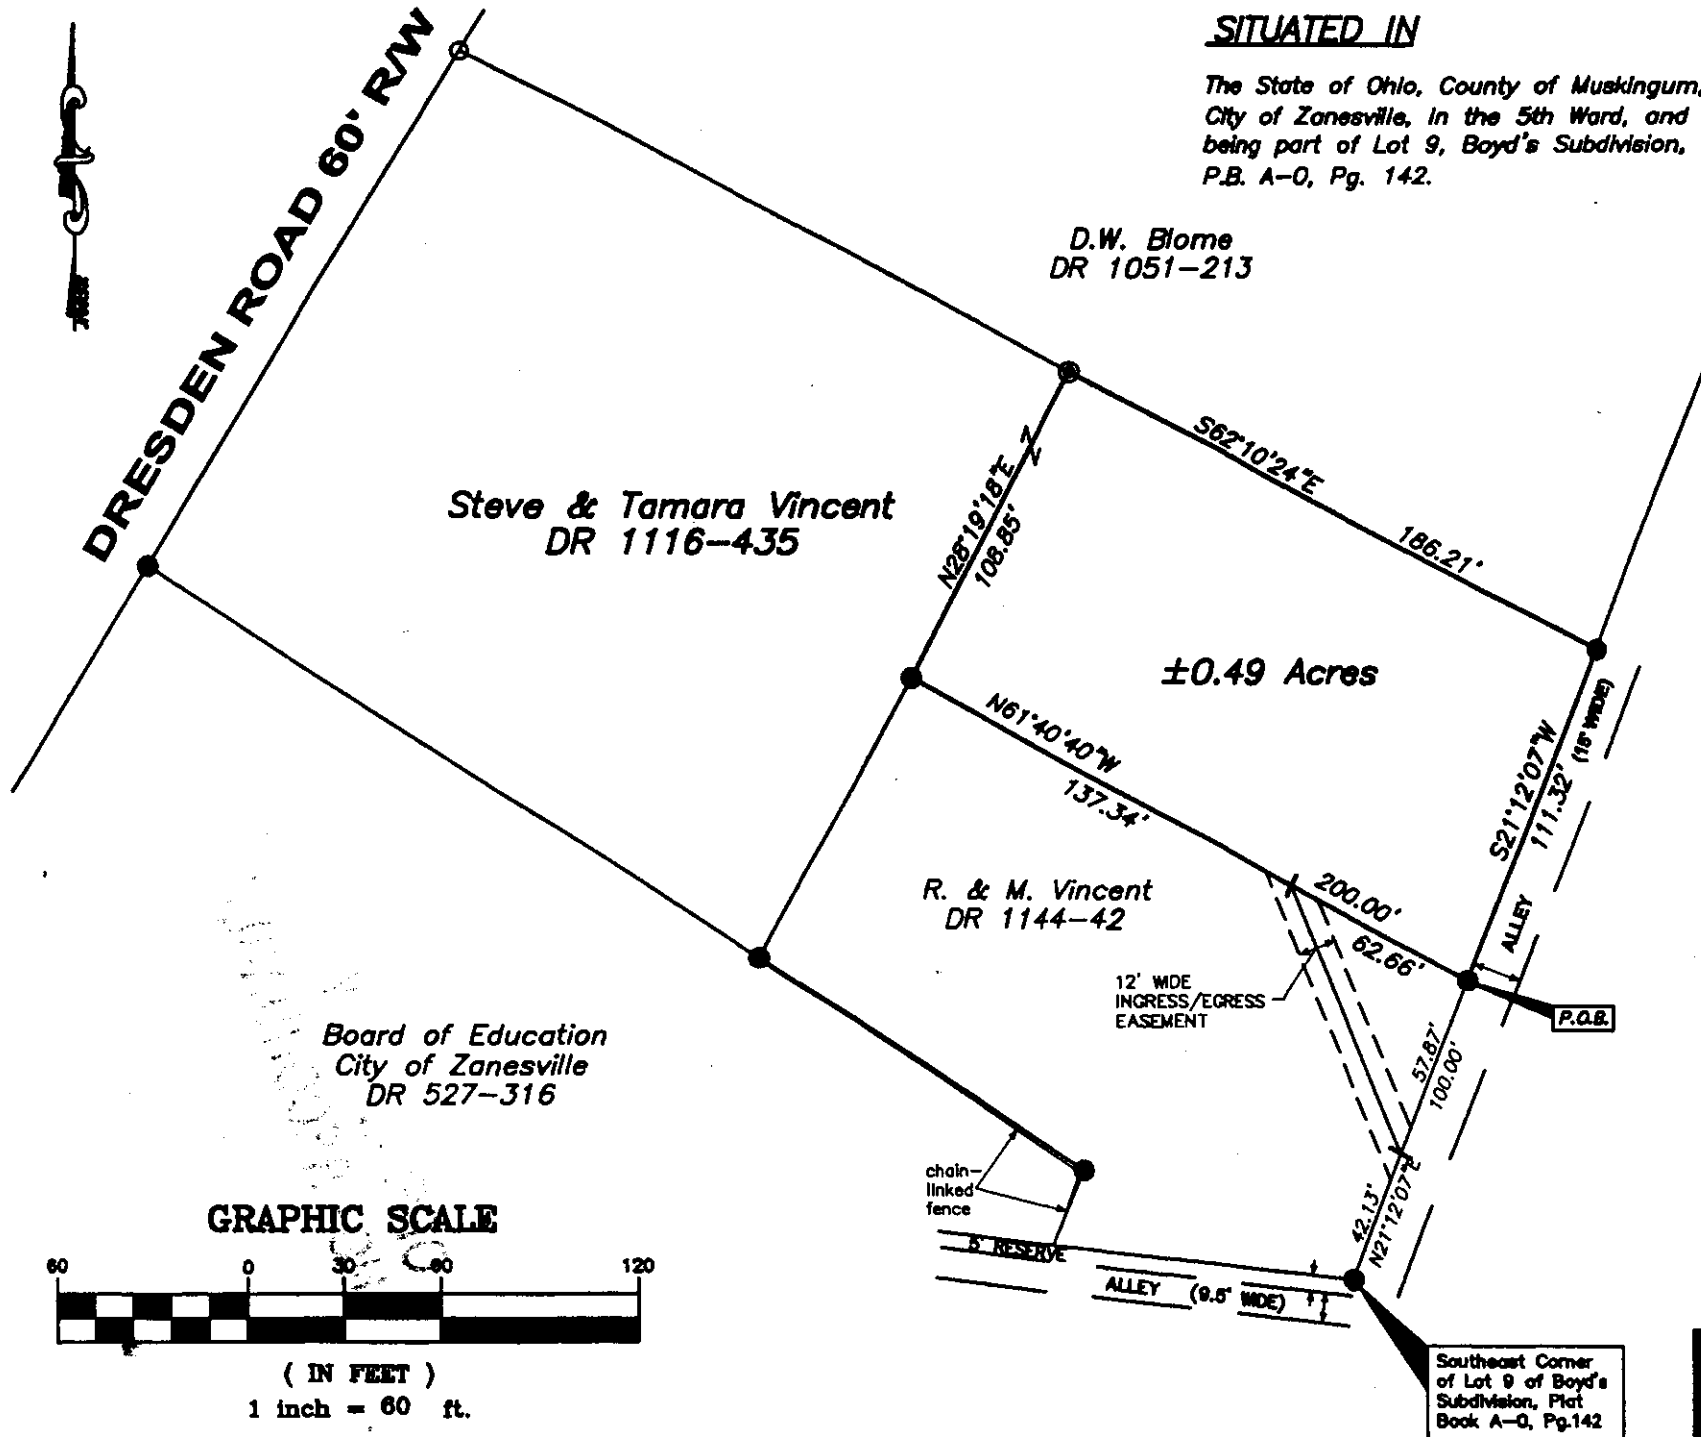 SITUATED IN
The State of Ohio, County of Muskingum,
City of Zanesville, in the 5th Ward, and
being part of Lot 9, Boyd's Subdivision,
P.B. A-O, Pg. 142.
DRESDEN ROAD 60' R/W
D.W. Biome
DR 1051-213
S62°10'24"E
186.21'
Steve & Tamara Vincent
DR 1116-435
N28°19'18"E
108.85'
±0.49 Acres
N61°40'40"W
137.34'
S21°12'07"W
111.32'
ALLEY
200.00'
62.66'
R. & M. Vincent
DR 1144-42
12' WIDE
INGRESS/EGRESS
EASEMENT
P.O.B.
57.87'
100.00'
Board of Education
City of Zanesville
DR 527-316
chain-
linked
fence
42.13'
N21°12'07"E
5' RESERVE
ALLEY (9.5' WIDE)
GRAPHIC SCALE
60 0 30 60 120
( IN FEET )
1 inch = 60 ft.
Southeast Corner
of Lot 9 of Boyd's
Subdivision, Plat
Book A-O, Pg.142